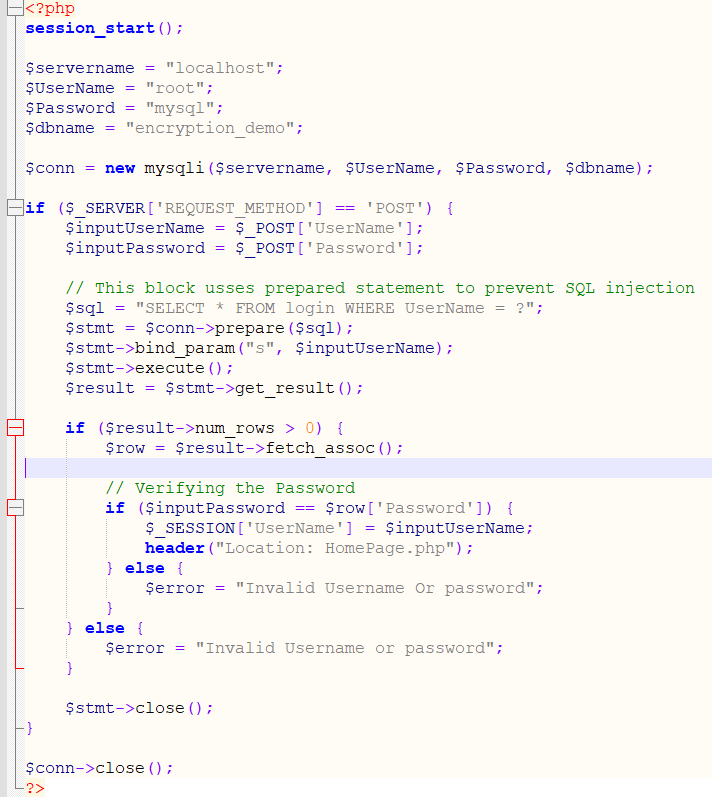 <?php
session_start();
$servername = "localhost";
$UserName = "root";
$Password = "mysql";
$dbname = "encryption_demo";
$conn = new mysqli($servername, $UserName, $Password, $dbname);
if ($_SERVER['REQUEST_METHOD'] == 'POST') {
$inputUserName = $_POST['UserName'];
$inputPassword = $_POST['Password'];
// This block usses prepared statement to prevent SQL injection
$sql = "SELECT * FROM login WHERE UserName = ?";
$stmt = $conn->prepare($sql);
$stmt->bind_param("s", $inputUserName);
$stmt->execute();
$result = $stmt->get_result();
if ($result->num_rows > 0) {
$row = $result->fetch_assoc();
// Verifying the Password
if ($inputPassword == $row['Password']) {
$_SESSION['UserName'] = $inputUserName;
header("Location: HomePage.php");
} else {
$error = "Invalid Username Or password";
}
} else {
$error = "Invalid Username or password";
}
$stmt->close();
}
$conn->close();
?>